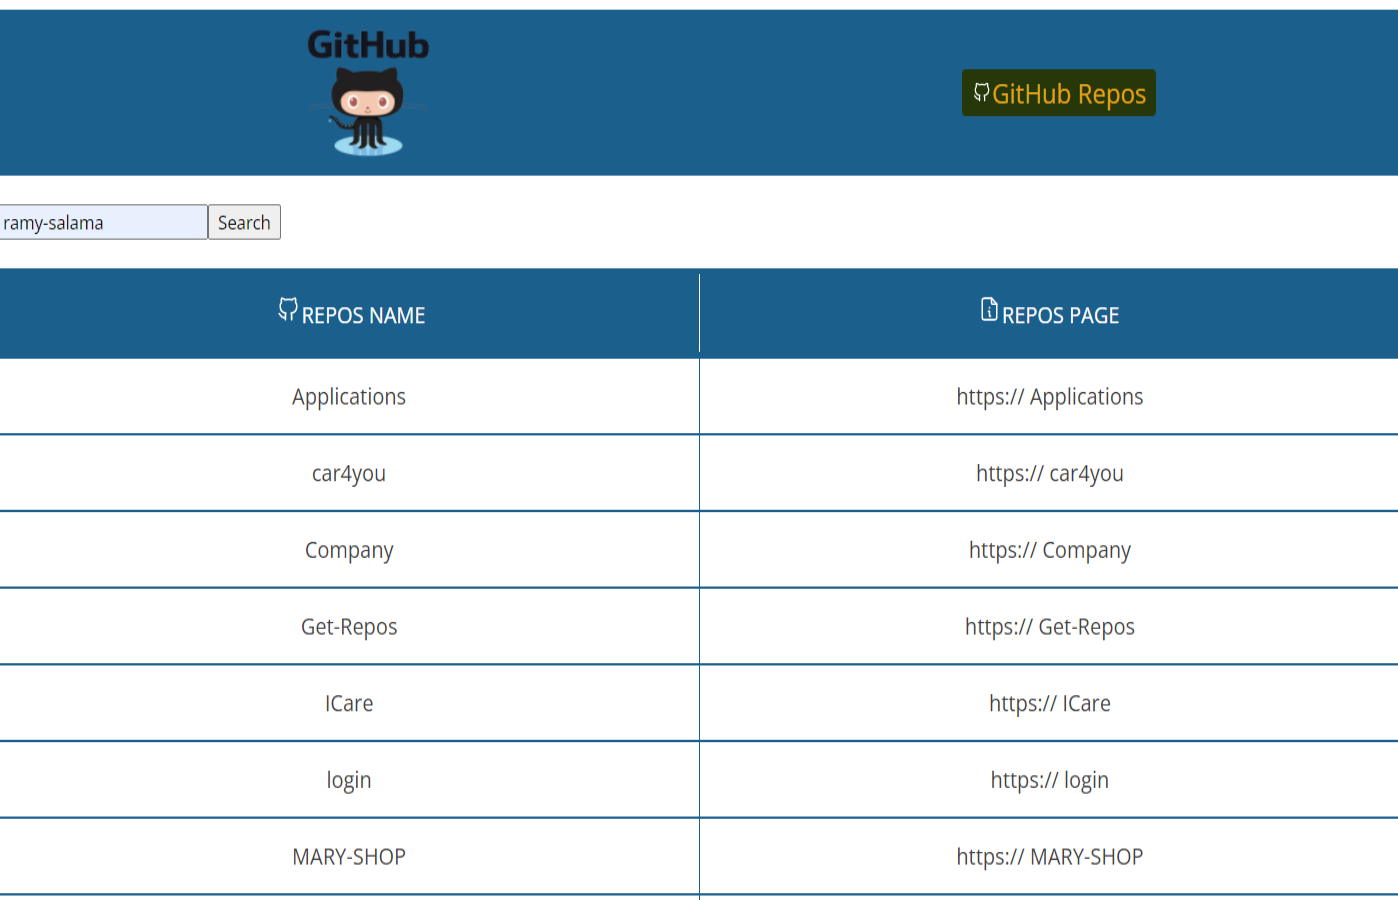 GitHub
GitHub Repos
ramy-salama Search
REPOS NAME REPOS PAGE
Applications https:// Applications
car4you https:// car4you
Company https:// Company
Get-Repos https:// Get-Repos
ICare https:// ICare
login https:// login
MARY-SHOP https:// MARY-SHOP